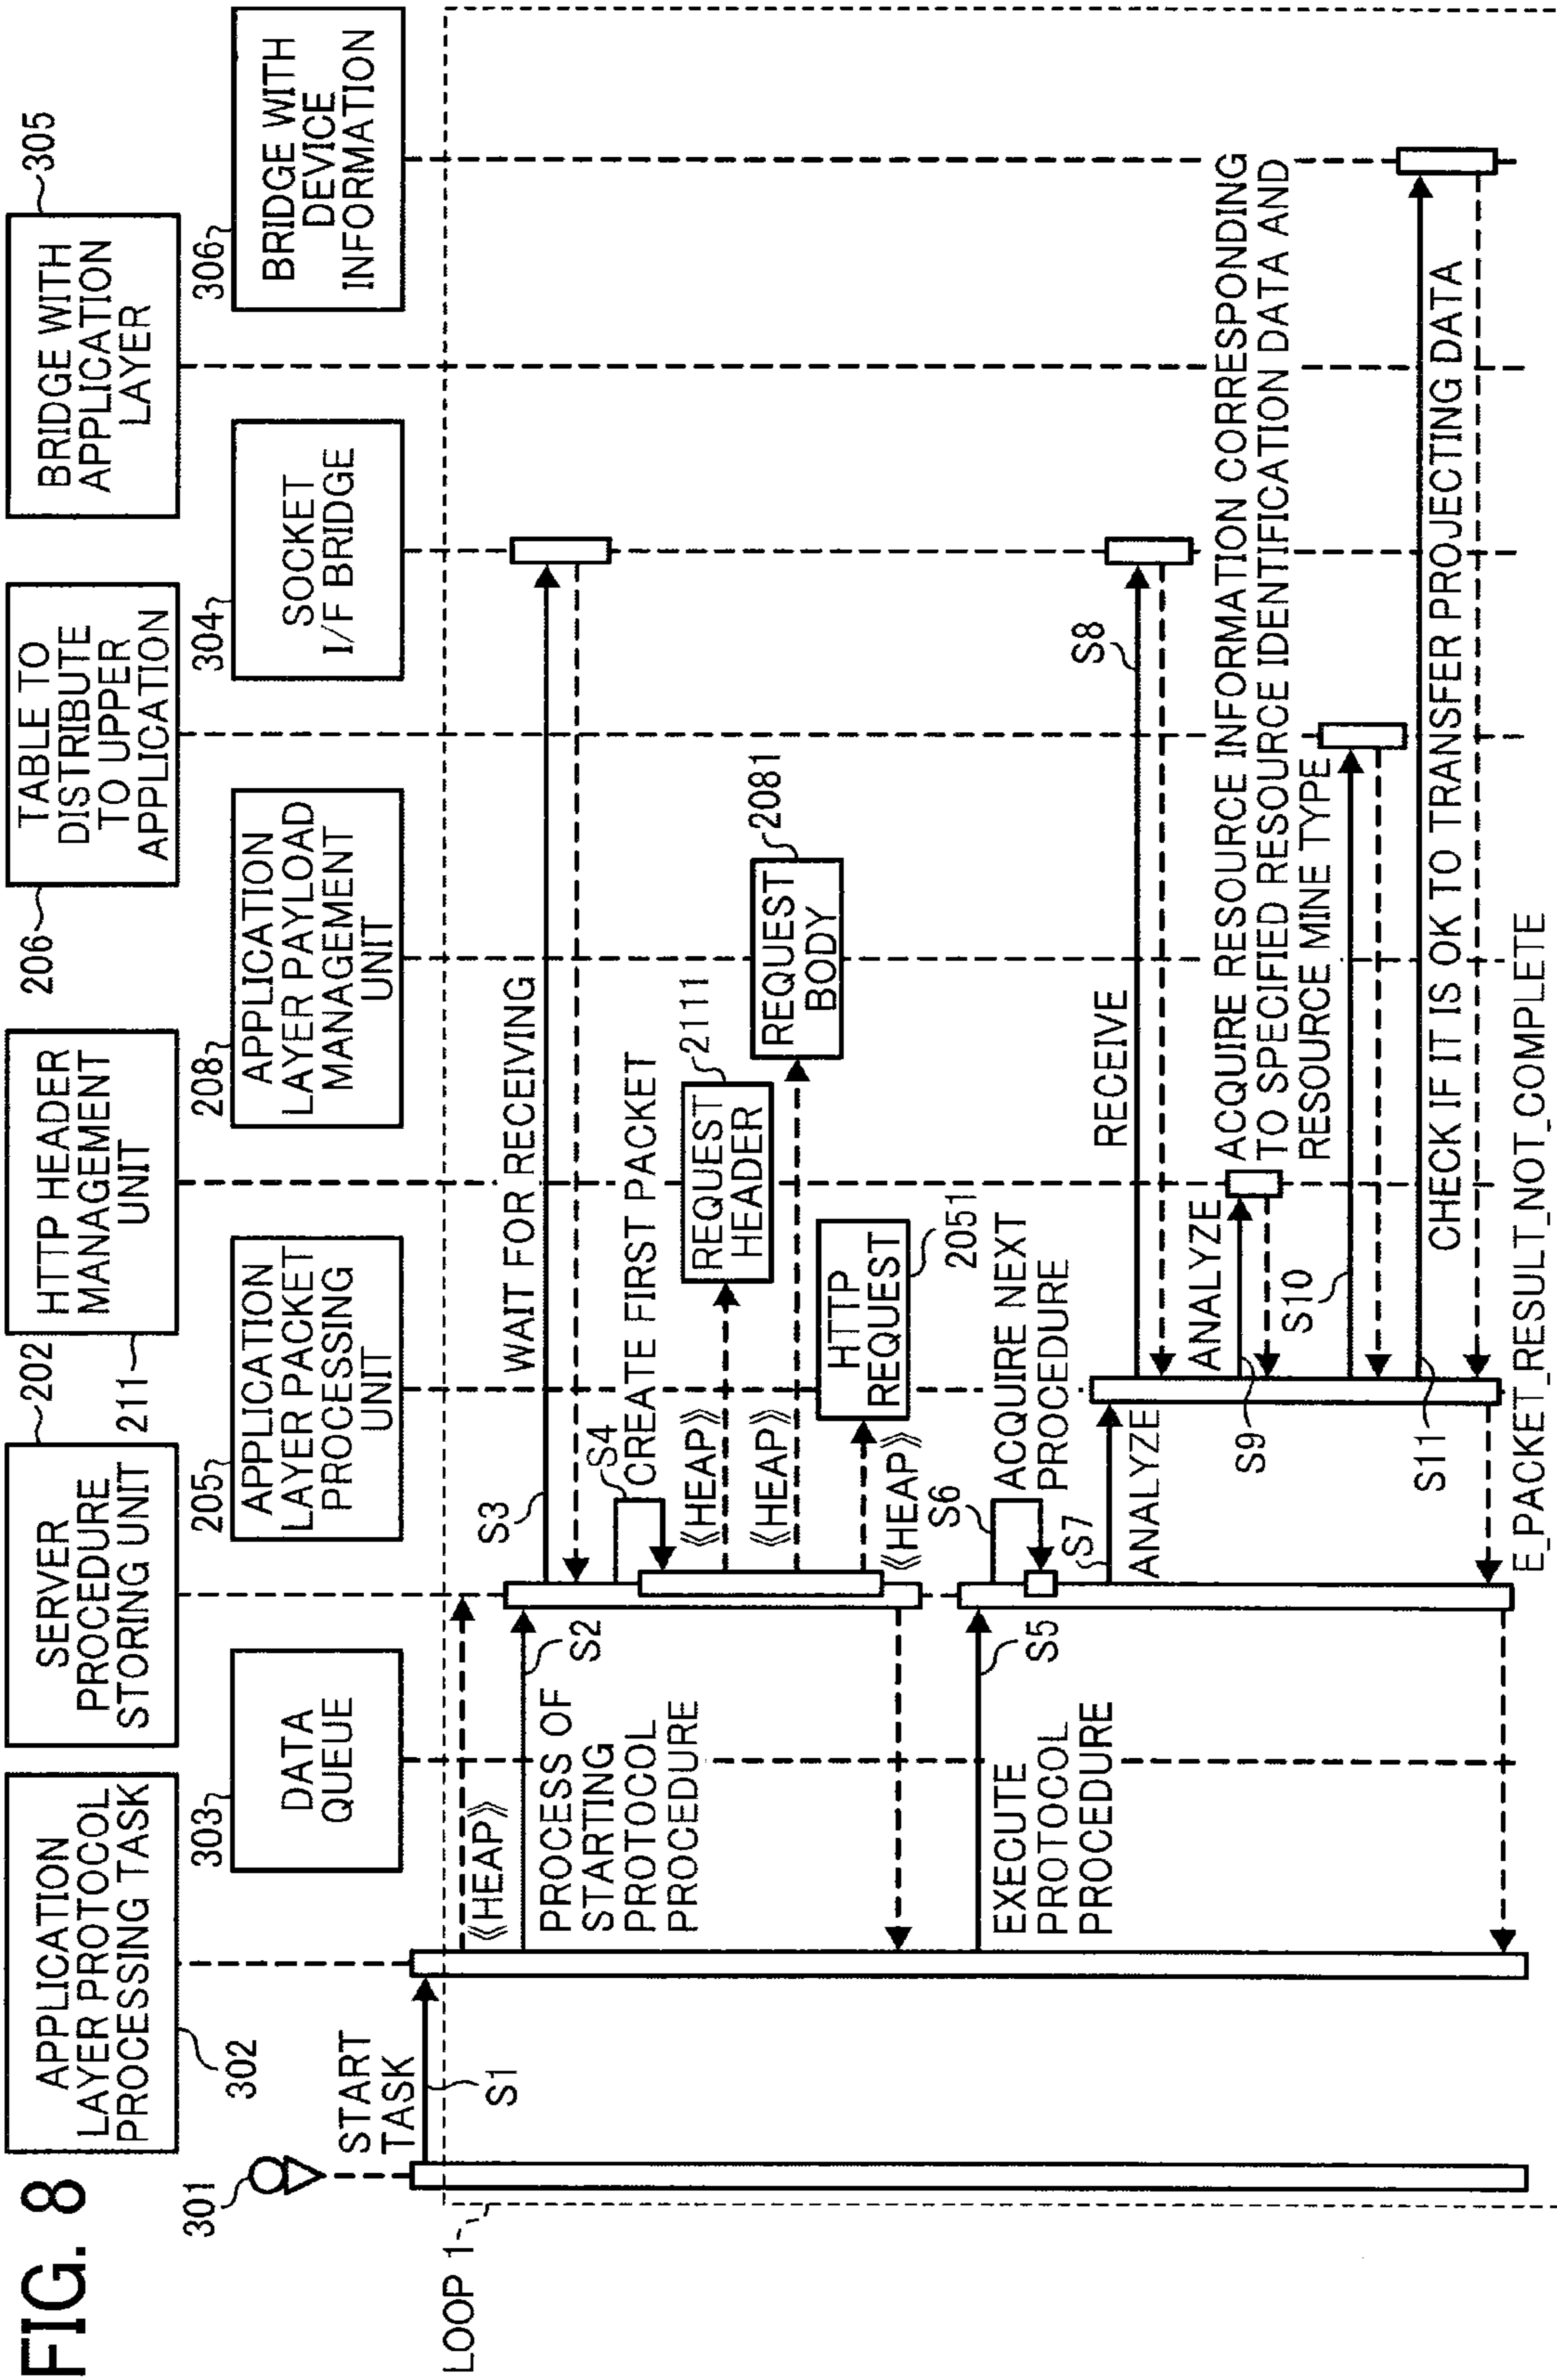 FIG. 8
301
APPLICATION
LAYER PROTOCOL
PROCESSING TASK
302
303
DATA
QUEUE
SERVER
PROCEDURE
STORING UNIT
202
205
APPLICATION
LAYER PACKET
PROCESSING
UNIT
HTTP HEADER
MANAGEMENT
UNIT
211
208
APPLICATION
LAYER PAYLOAD
MANAGEMENT
UNIT
TABLE TO
DISTRIBUTE
TO UPPER
APPLICATION
206
304
SOCKET
I/F BRIDGE
BRIDGE WITH
APPLICATION
LAYER
305
306
BRIDGE WITH
DEVICE
INFORMATION
LOOP 1
START
TASK
S1
《HEAP》
PROCESS OF
STARTING
PROTOCOL
PROCEDURE
S2
S3
WAIT FOR RECEIVING
S4
CREATE FIRST PACKET
《HEAP》
REQUEST
HEADER
2111
《HEAP》
REQUEST
BODY
2081
《HEAP》
HTTP
REQUEST
2051
EXECUTE
PROTOCOL
PROCEDURE
S5
S6
ACQUIRE NEXT
PROCEDURE
S7
ANALYZE
RECEIVE
S8
ANALYZE
S9
ACQUIRE RESOURCE INFORMATION CORRESPONDING
TO SPECIFIED RESOURCE IDENTIFICATION DATA AND
RESOURCE MINE TYPE
S10
S11
CHECK IF IT IS OK TO TRANSFER PROJECTING DATA
E_PACKET_RESULT_NOT_COMPLETE